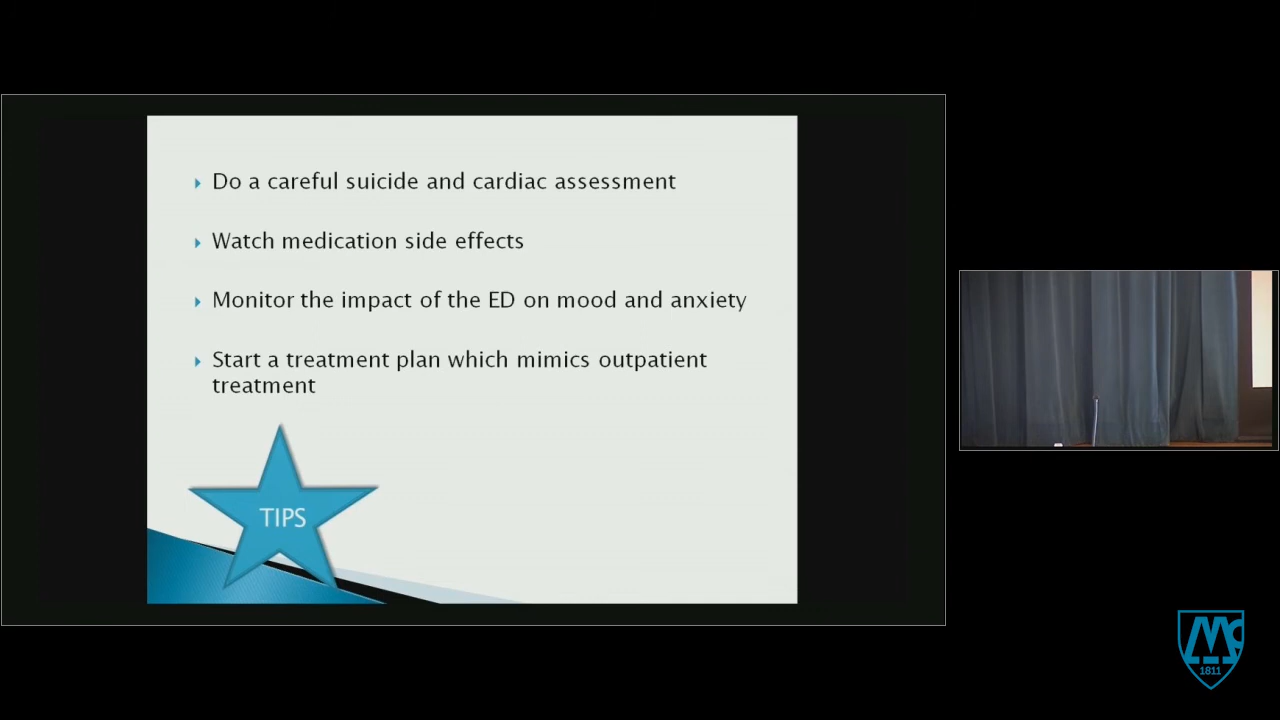 Do a careful suicide and cardiac assessment
Watch medication side effects
Monitor the impact of the ED on mood and anxiety
Start a treatment plan which mimics outpatient
treatment
TIPS
Mc
1811